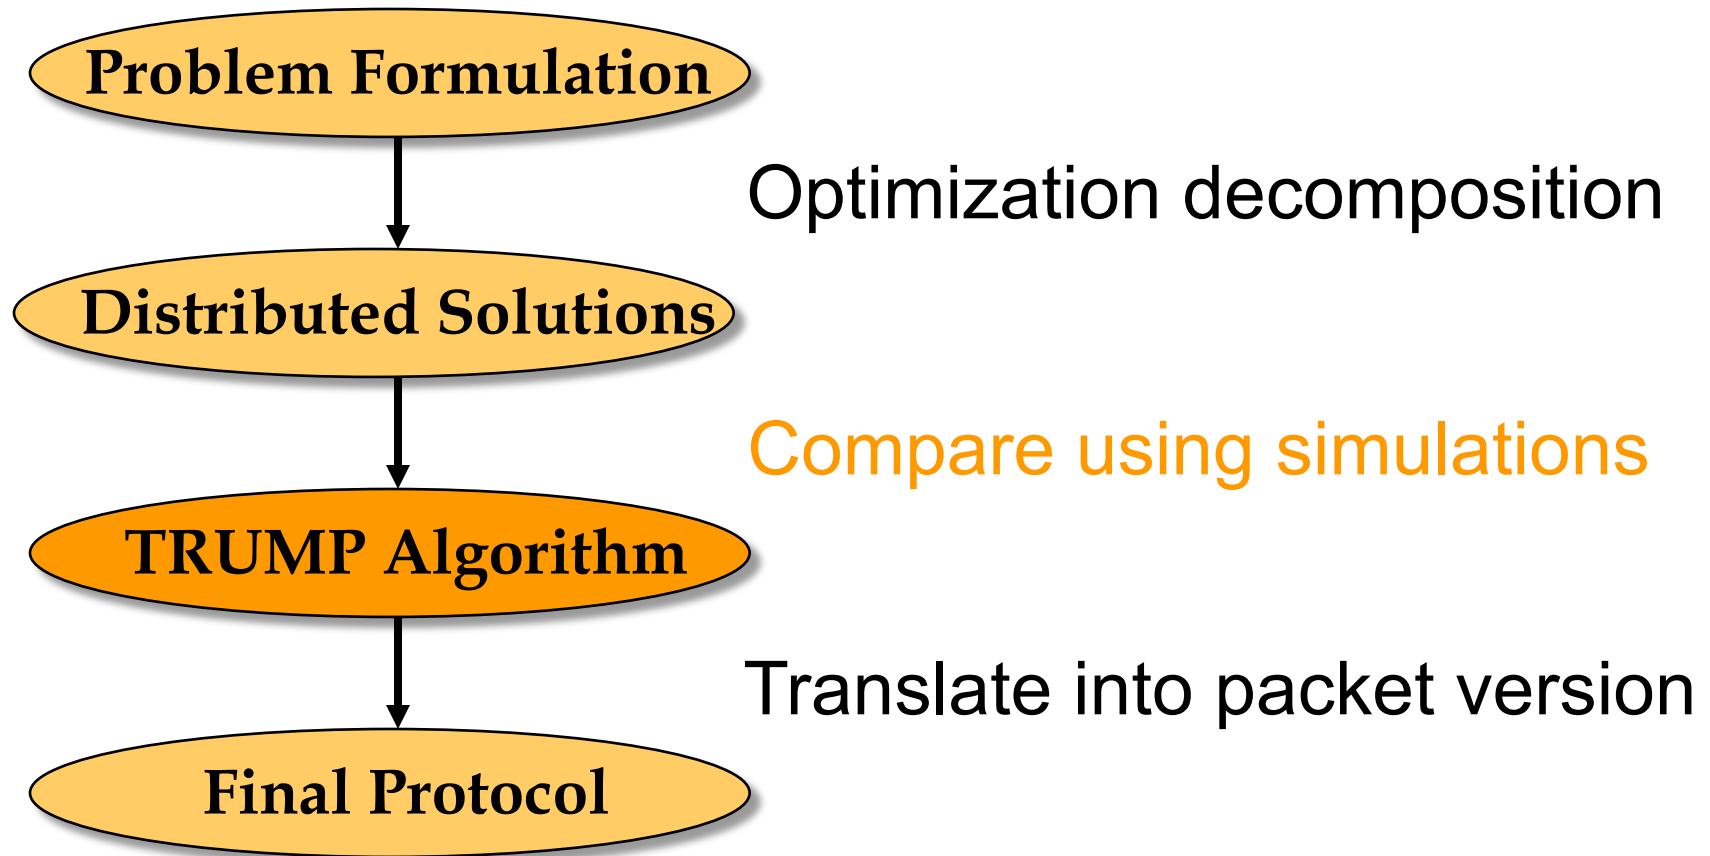 Problem Formulation
Optimization decomposition
Distributed Solutions
Compare using simulations
TRUMP Algorithm
Translate into packet version
Final Protocol